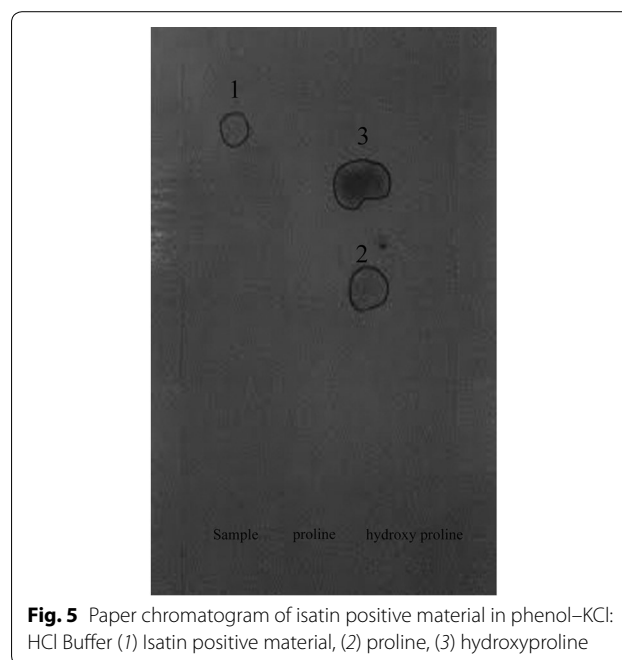 1
3
2
Sample proline hydroxy proline
Fig. 5 Paper chromatogram of isatin positive material in phenol–KCl:
HCl Buffer (1) Isatin positive material, (2) proline, (3) hydroxyproline